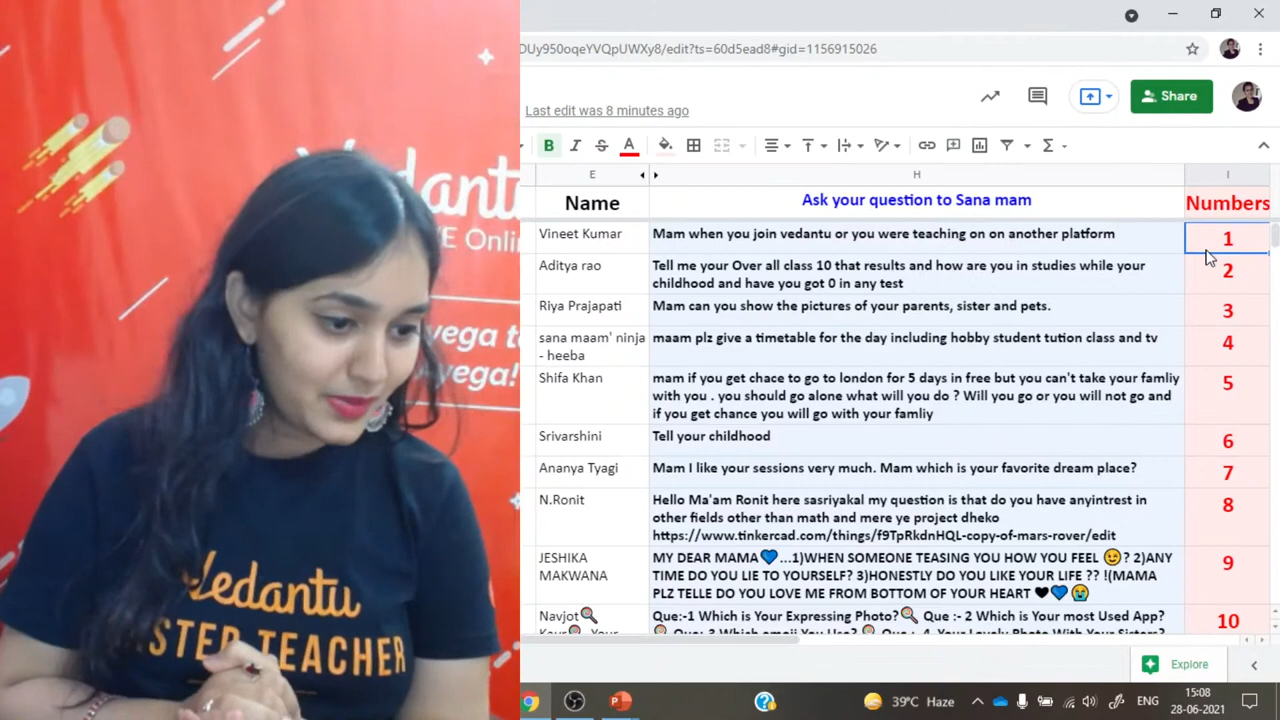 DUy950oqeYVQpUWXy8/edit?ts=60d5ead8#gid=1156915026
Last edit was 8 minutes ago
Share
B
I
S
A
Σ
E
H
I
Name
Ask your question to Sana mam
Numbers
Vineet Kumar
Mam when you join vedantu or you were teaching on on another platform
1
Aditya rao
Tell me your Over all class 10 that results and how are you in studies while your
childhood and have you got 0 in any test
2
Riya Prajapati
Mam can you show the pictures of your parents, sister and pets.
3
sana maam' ninja
- heeba
maam plz give a timetable for the day including hobby student tution class and tv
4
Shifa Khan
mam if you get chace to go to london for 5 days in free but you can't take your famliy
with you . you should go alone what will you do ? Will you go or you will not go and
if you get chance you will go with your famliy
5
Srivarshini
Tell your childhood
6
Ananya Tyagi
Mam I like your sessions very much. Mam which is your favorite dream place?
7
N.Ronit
Hello Ma'am Ronit here sasriyakal my question is that do you have anyintrest in
other fields other than math and mere ye project dheko
https://www.tinkercad.com/things/f9TpRkdnHQL-copy-of-mars-rover/edit
8
JESHIKA
MAKWANA
MY DEAR MAMA💙...1)WHEN SOMEONE TEASING YOU HOW YOU FEEL 😉? 2)ANY
TIME DO YOU LIE TO YOURSELF? 3)HONESTLY DO YOU LIKE YOUR LIFE ?? !(MAMA
PLZ TELLE DO YOU LOVE ME FROM BOTTOM OF YOUR HEART 🖤💙😭
9
Navjot🔍
Que:-1 Which is Your Expressing Photo?🔍 Que :- 2 Which is Your most Used App?
10
Explore
39°C Haze
ENG
15:08
28-06-2021
Vedantu
TEACHER